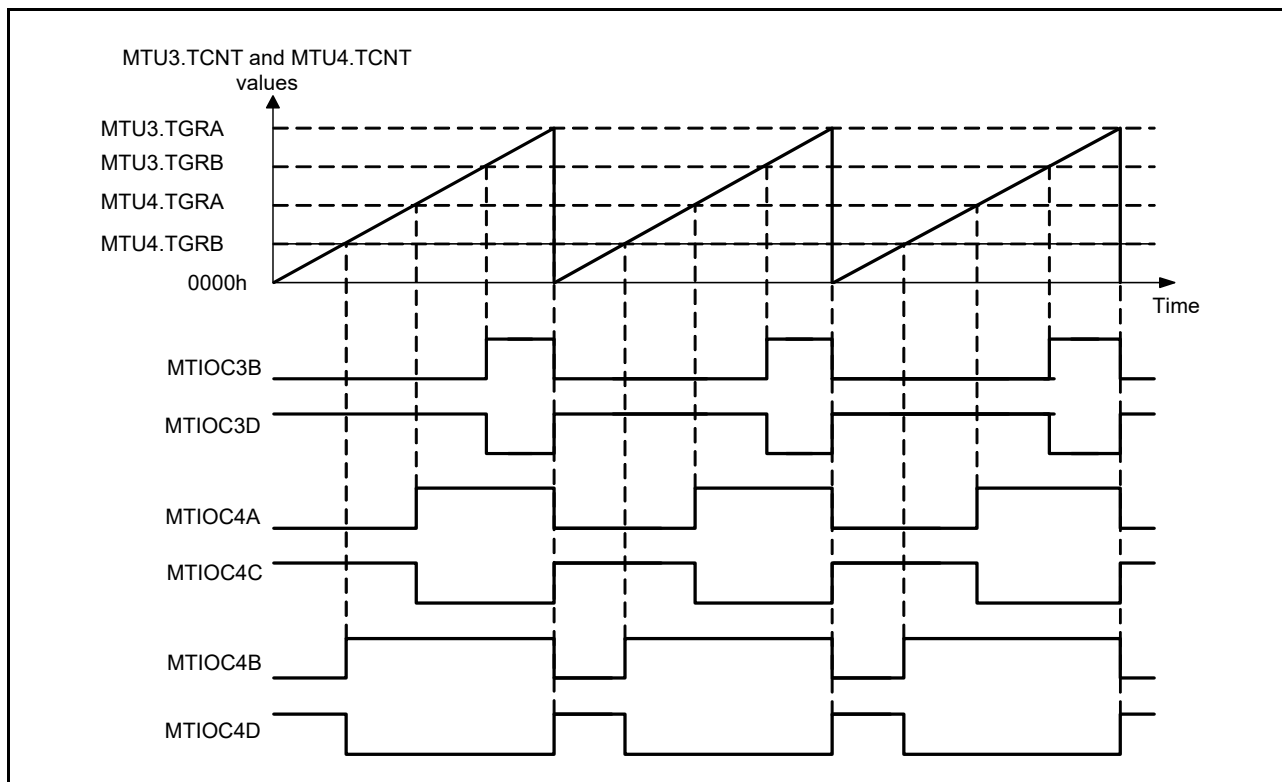 MTU3.TCNT and MTU4.TCNT
values
MTU3.TGRA
MTU3.TGRB
MTU4.TGRA
MTU4.TGRB
0000h
Time
MTIOC3B
MTIOC3D
MTIOC4A
MTIOC4C
MTIOC4B
MTIOC4D